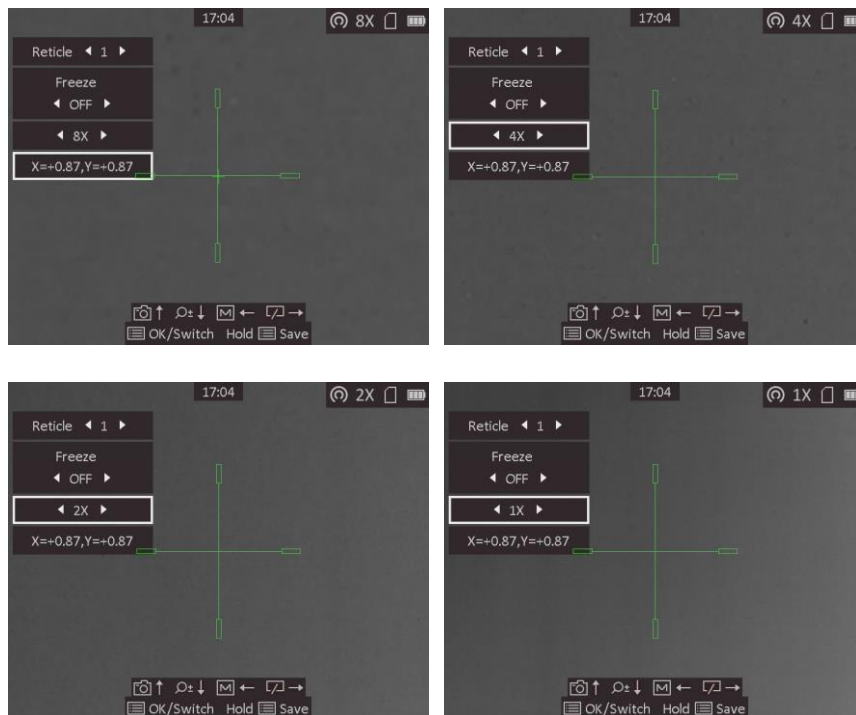 17:04 8X
Reticle 1
Freeze
OFF
8X
X=+0.87,Y=+0.87
M
OK/Switch Hold Save
17:04 4X
Reticle 1
Freeze
OFF
4X
X=+0.87,Y=+0.87
M
OK/Switch Hold Save
17:04 2X
Reticle 1
Freeze
OFF
2X
X=+0.87,Y=+0.87
M
OK/Switch Hold Save
17:04 1X
Reticle 1
Freeze
OFF
1X
X=+0.87,Y=+0.87
M
OK/Switch Hold Save